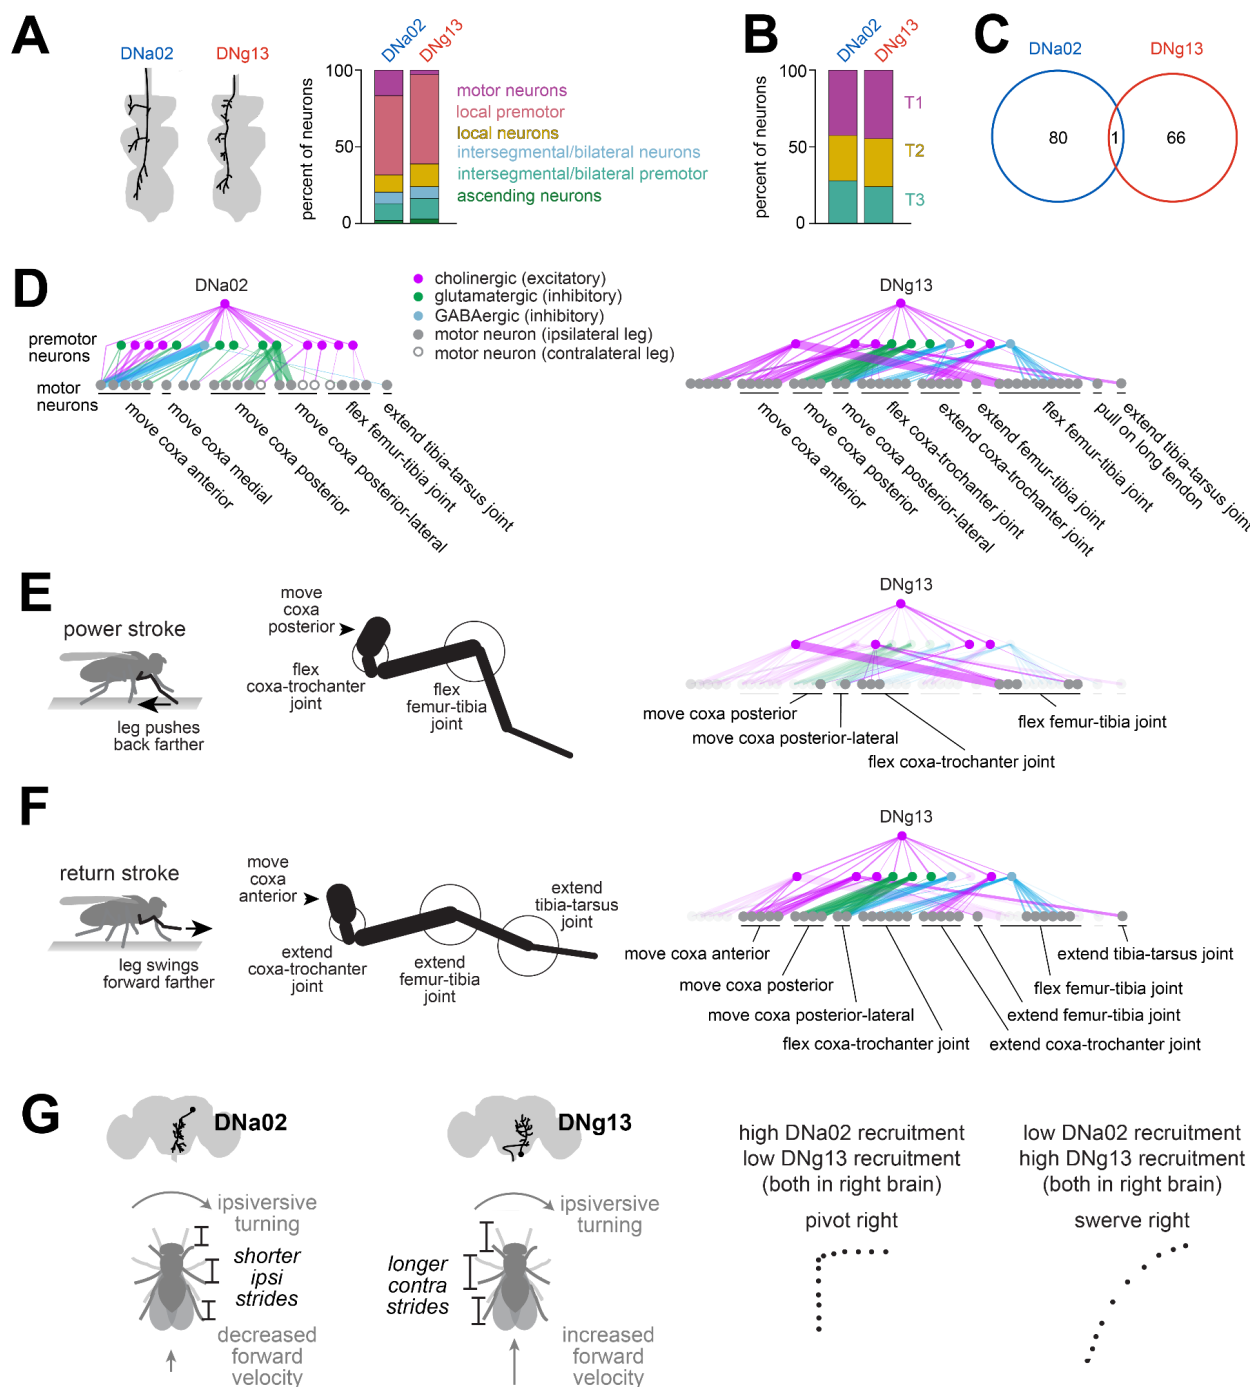 A
DNa02
DNg13
DNa02
DNg13
percent of neurons
100
50
0
motor neurons
local premotor
local neurons
intersegmental/bilateral neurons
intersegmental/bilateral premotor
ascending neurons
B
DNa02
DNg13
percent of neurons
100
50
0
T1
T2
T3
C
DNa02
DNg13
80
1
66
D
DNa02
premotor
neurons
motor
neurons
move coxa anterior
move coxa medial
move coxa posterior
move coxa posterior-lateral
flex femur-tibia joint
extend tibia-tarsus joint
cholinergic (excitatory)
glutamatergic (inhibitory)
GABAergic (inhibitory)
motor neuron (ipsilateral leg)
motor neuron (contralateral leg)
DNg13
move coxa anterior
move coxa posterior
move coxa posterior-lateral
flex coxa-trochanter joint
extend coxa-trochanter joint
extend femur-tibia joint
flex femur-tibia joint
pull on long tendon
extend tibia-tarsus joint
E
power stroke
leg pushes
back farther
move
coxa
posterior
flex
coxa-trochanter
joint
flex
femur-tibia
joint
DNg13
move coxa posterior
move coxa posterior-lateral
flex coxa-trochanter joint
flex femur-tibia joint
F
return stroke
leg swings
forward farther
move
coxa
anterior
extend
coxa-trochanter
joint
extend
femur-tibia
joint
extend
tibia-tarsus
joint
DNg13
move coxa anterior
move coxa posterior
move coxa posterior-lateral
flex coxa-trochanter joint
extend tibia-tarsus joint
flex femur-tibia joint
extend femur-tibia joint
extend coxa-trochanter joint
G
DNa02
ipsiversive
turning
shorter
ipsi
strides
decreased
forward
velocity
DNg13
ipsiversive
turning
longer
contra
strides
increased
forward
velocity
high DNa02 recruitment
low DNg13 recruitment
(both in right brain)
pivot right
low DNa02 recruitment
high DNg13 recruitment
(both in right brain)
swerve right